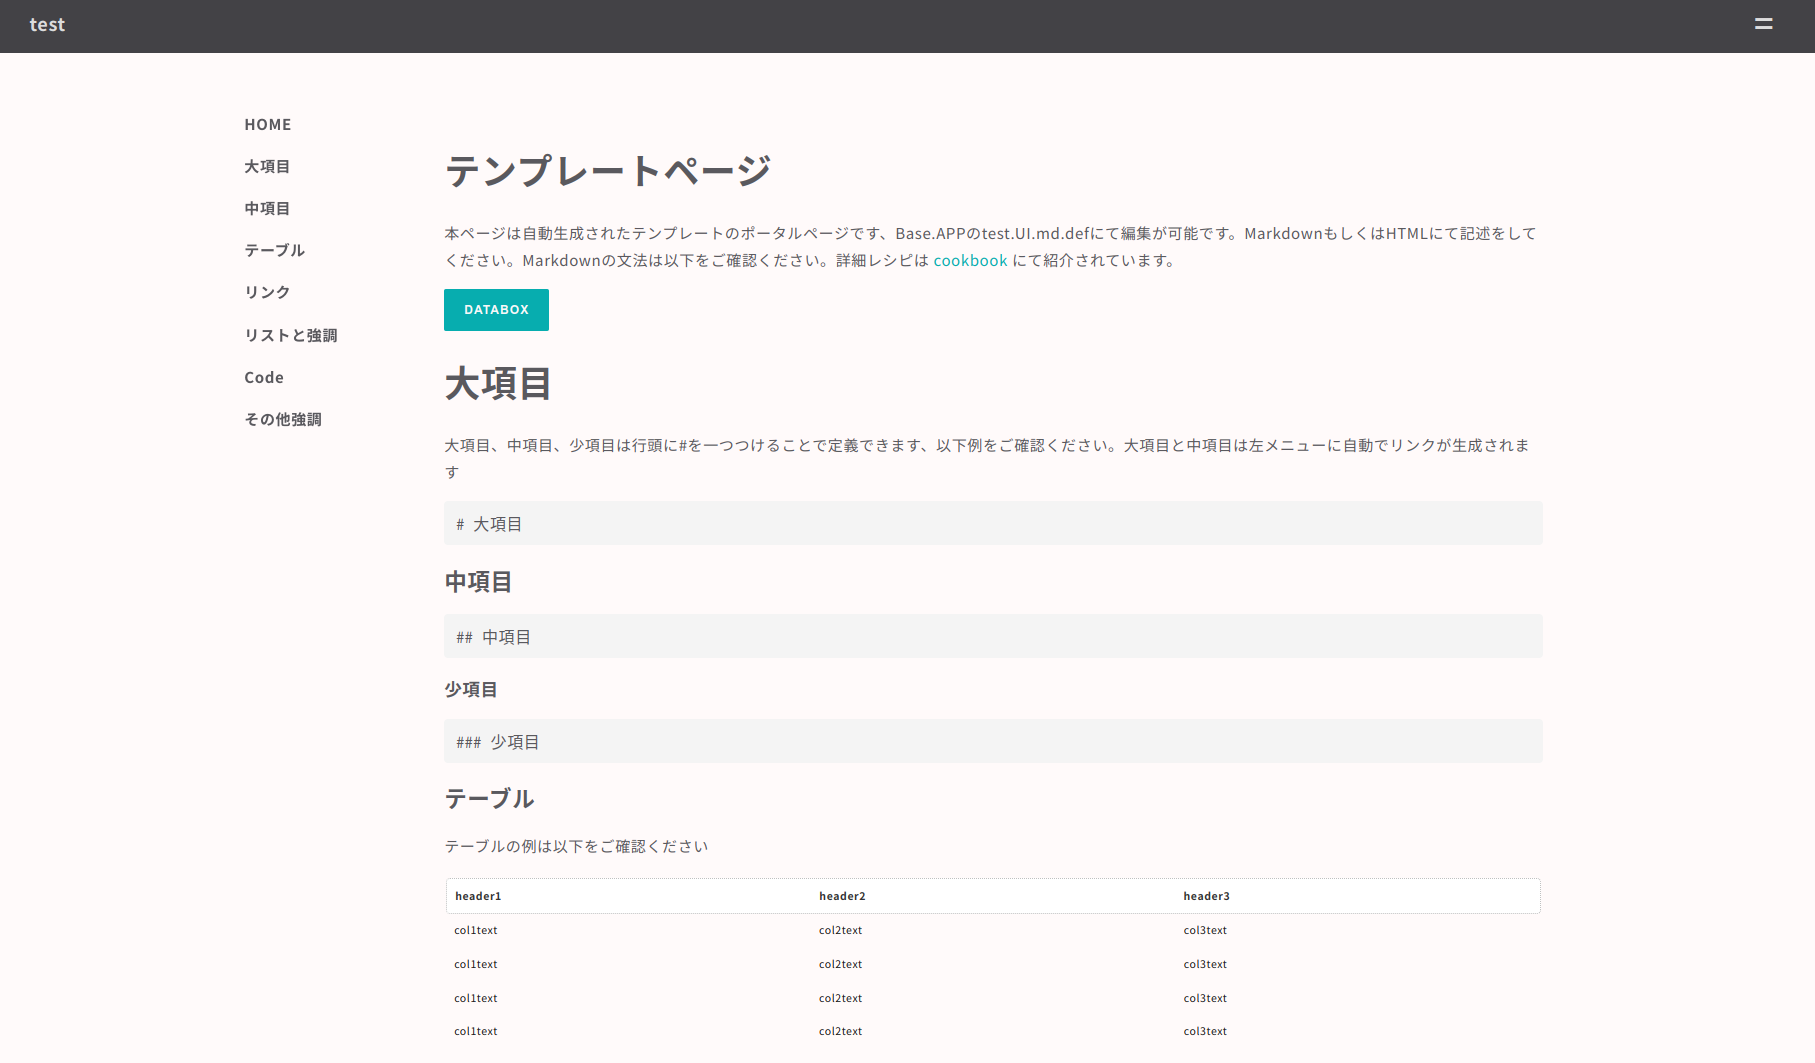 test
HOME
大項目
中項目
テーブル
リンク
リストと強調
Code
その他強調
テンプレートページ
本ページは自動生成されたテンプレートのポータルページです、Base.APPのtest.UI.md.defにて編集が可能です。MarkdownもしくはHTMLにて記述をして
ください。Markdownの文法は以下をご確認ください。詳細レシピは cookbook にて紹介されています。
DATABOX
大項目
大項目、中項目、少項目は行頭に#を一つつけることで定義できます、以下例をご確認ください。大項目と中項目は左メニューに自動でリンクが生成されま
す
# 大項目
中項目
## 中項目
少項目
### 少項目
テーブル
テーブルの例は以下をご確認ください
header1 header2 header3
col1text col2text col3text
col1text col2text col3text
col1text col2text col3text
col1text col2text col3text